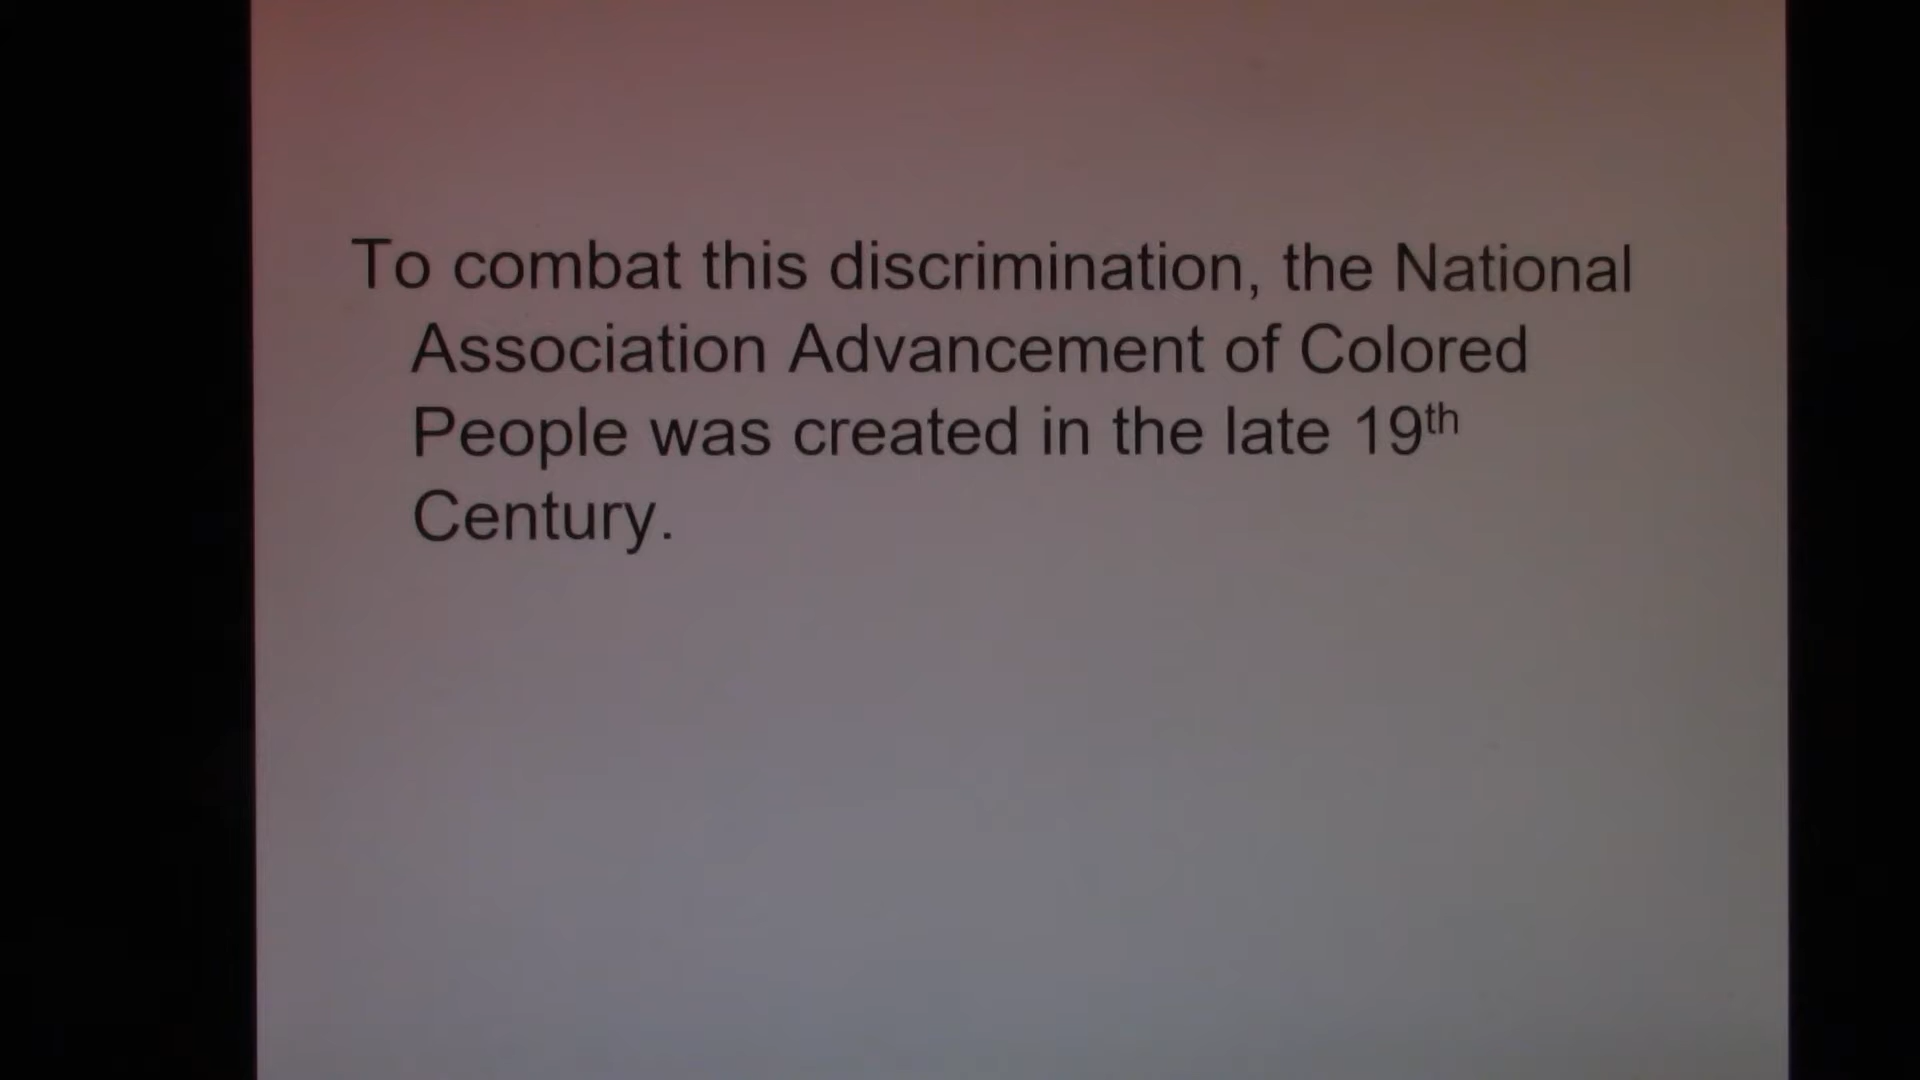 To combat this discrimination, the National
Association Advancement of Colored
People was created in the late 19th
Century.